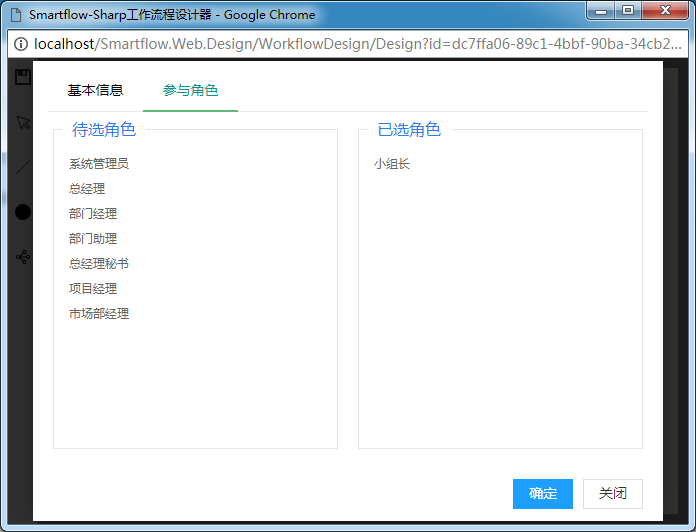 Smartflow-Sharp工作流程设计器 - Google Chrome
localhost/Smartflow.Web.Design/WorkflowDesign/Design?id=dc7ffa06-89c1-4bbf-90ba-34cb2...
基本信息 参与角色
待选角色
系统管理员
总经理
部门经理
部门助理
总经理秘书
项目经理
市场部经理
已选角色
小组长
确定 关闭